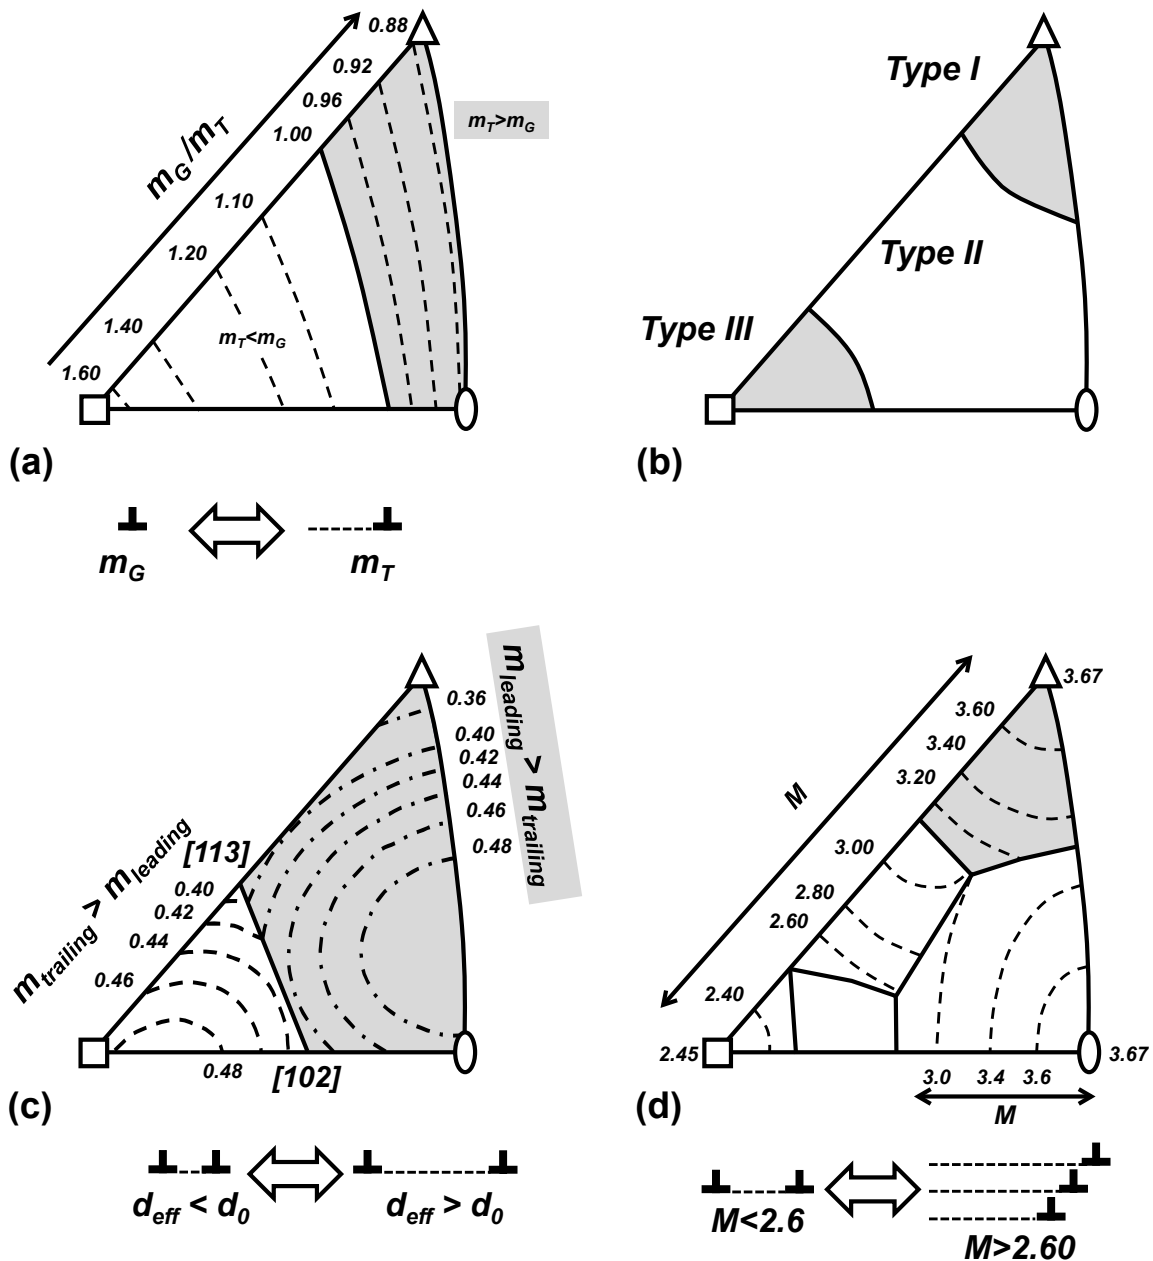 0.88
0.92
0.96
1.00
1.10
1.20
1.40
1.60
mG/mT
mT>mG
mT<mG
(a)
mG
mT
Type I
Type II
Type III
(b)
0.36
0.40
0.42
0.44
0.46
0.48
mleading > mtrailing
mtrailing > mleading
[113]
0.40
0.42
0.44
0.46
0.48
[102]
(c)
deff < d0
deff > d0
3.67
3.60
3.40
3.20
3.00
2.80
2.60
2.40
2.45
M
3.67
3.0 3.4 3.6
M
(d)
M<2.6
M>2.60